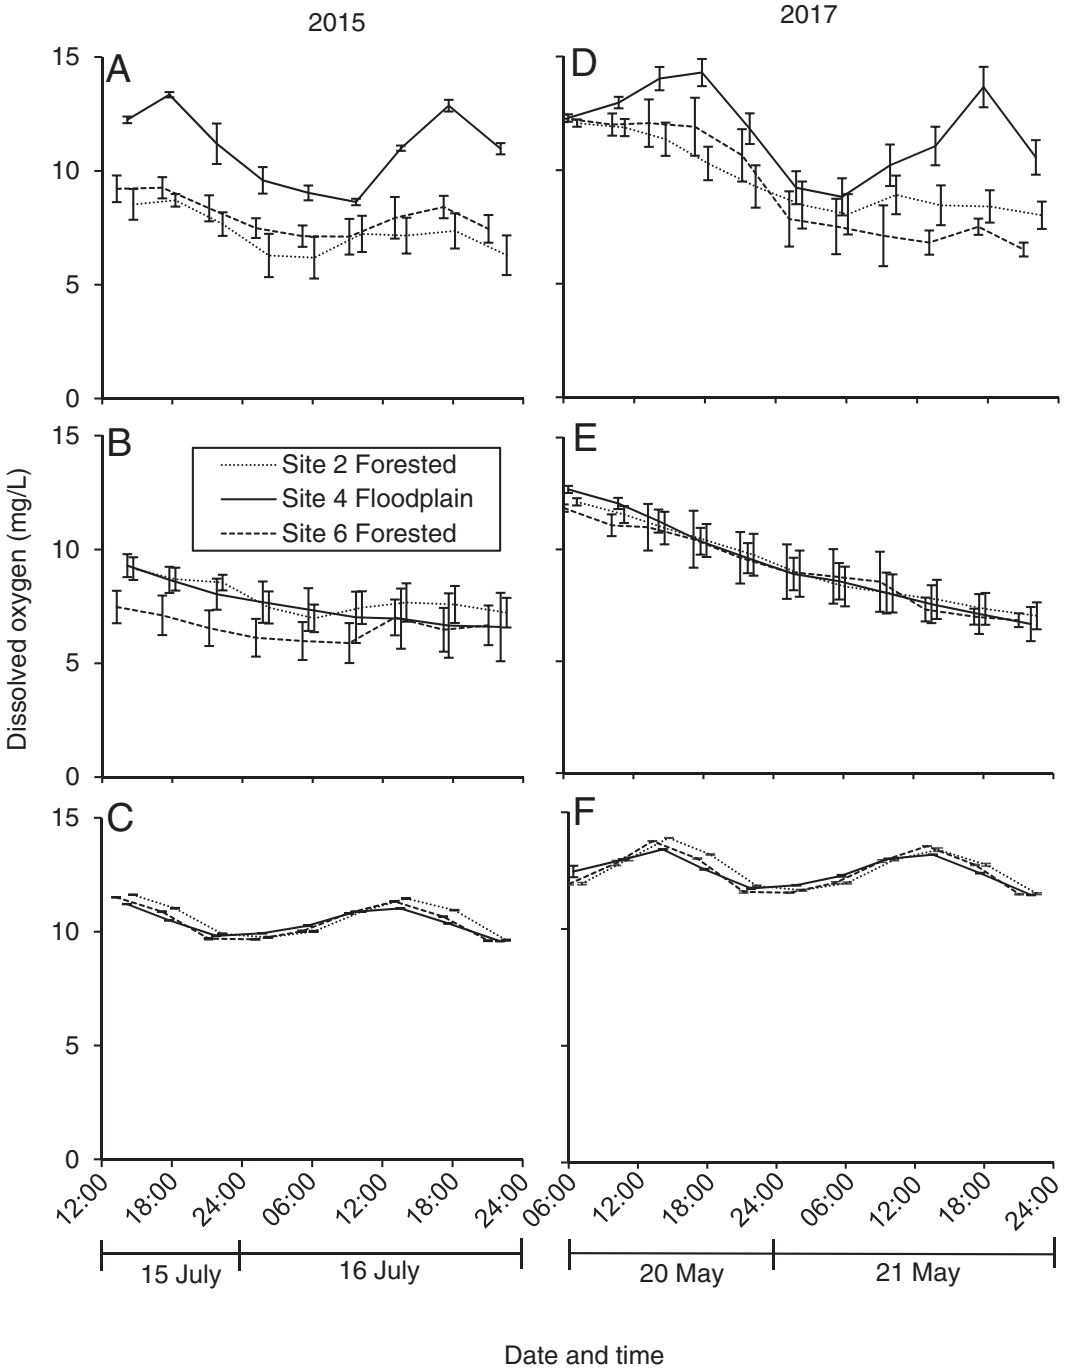 2015
2017
A
15
10
5
0
D
B
15
10
5
0
Site 2 Forested
Site 4 Floodplain
Site 6 Forested
E
Dissolved oxygen (mg/L)
C
15
10
5
0
F
12:00
18:00
24:00
06:00
12:00
18:00
24:00
06:00
12:00
18:00
24:00
06:00
12:00
18:00
24:00
15 July
16 July
20 May
21 May
Date and time